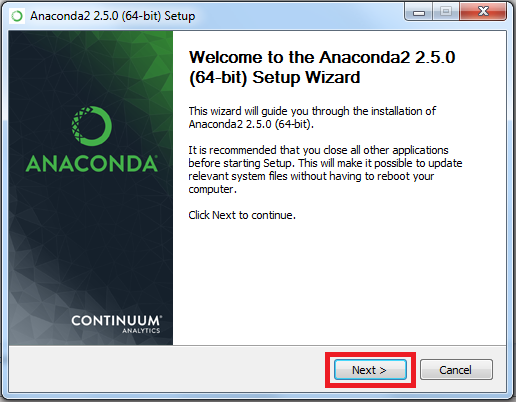 Anaconda2 2.5.0 (64-bit) Setup
Welcome to the Anaconda2 2.5.0
(64-bit) Setup Wizard
This wizard will guide you through the installation of
Anaconda2 2.5.0 (64-bit).
It is recommended that you close all other applications
before starting Setup. This will make it possible to update
relevant system files without having to reboot your
computer.
Click Next to continue.
ANACONDA
CONTINUUM®
ANALYTICS
Next >
Cancel